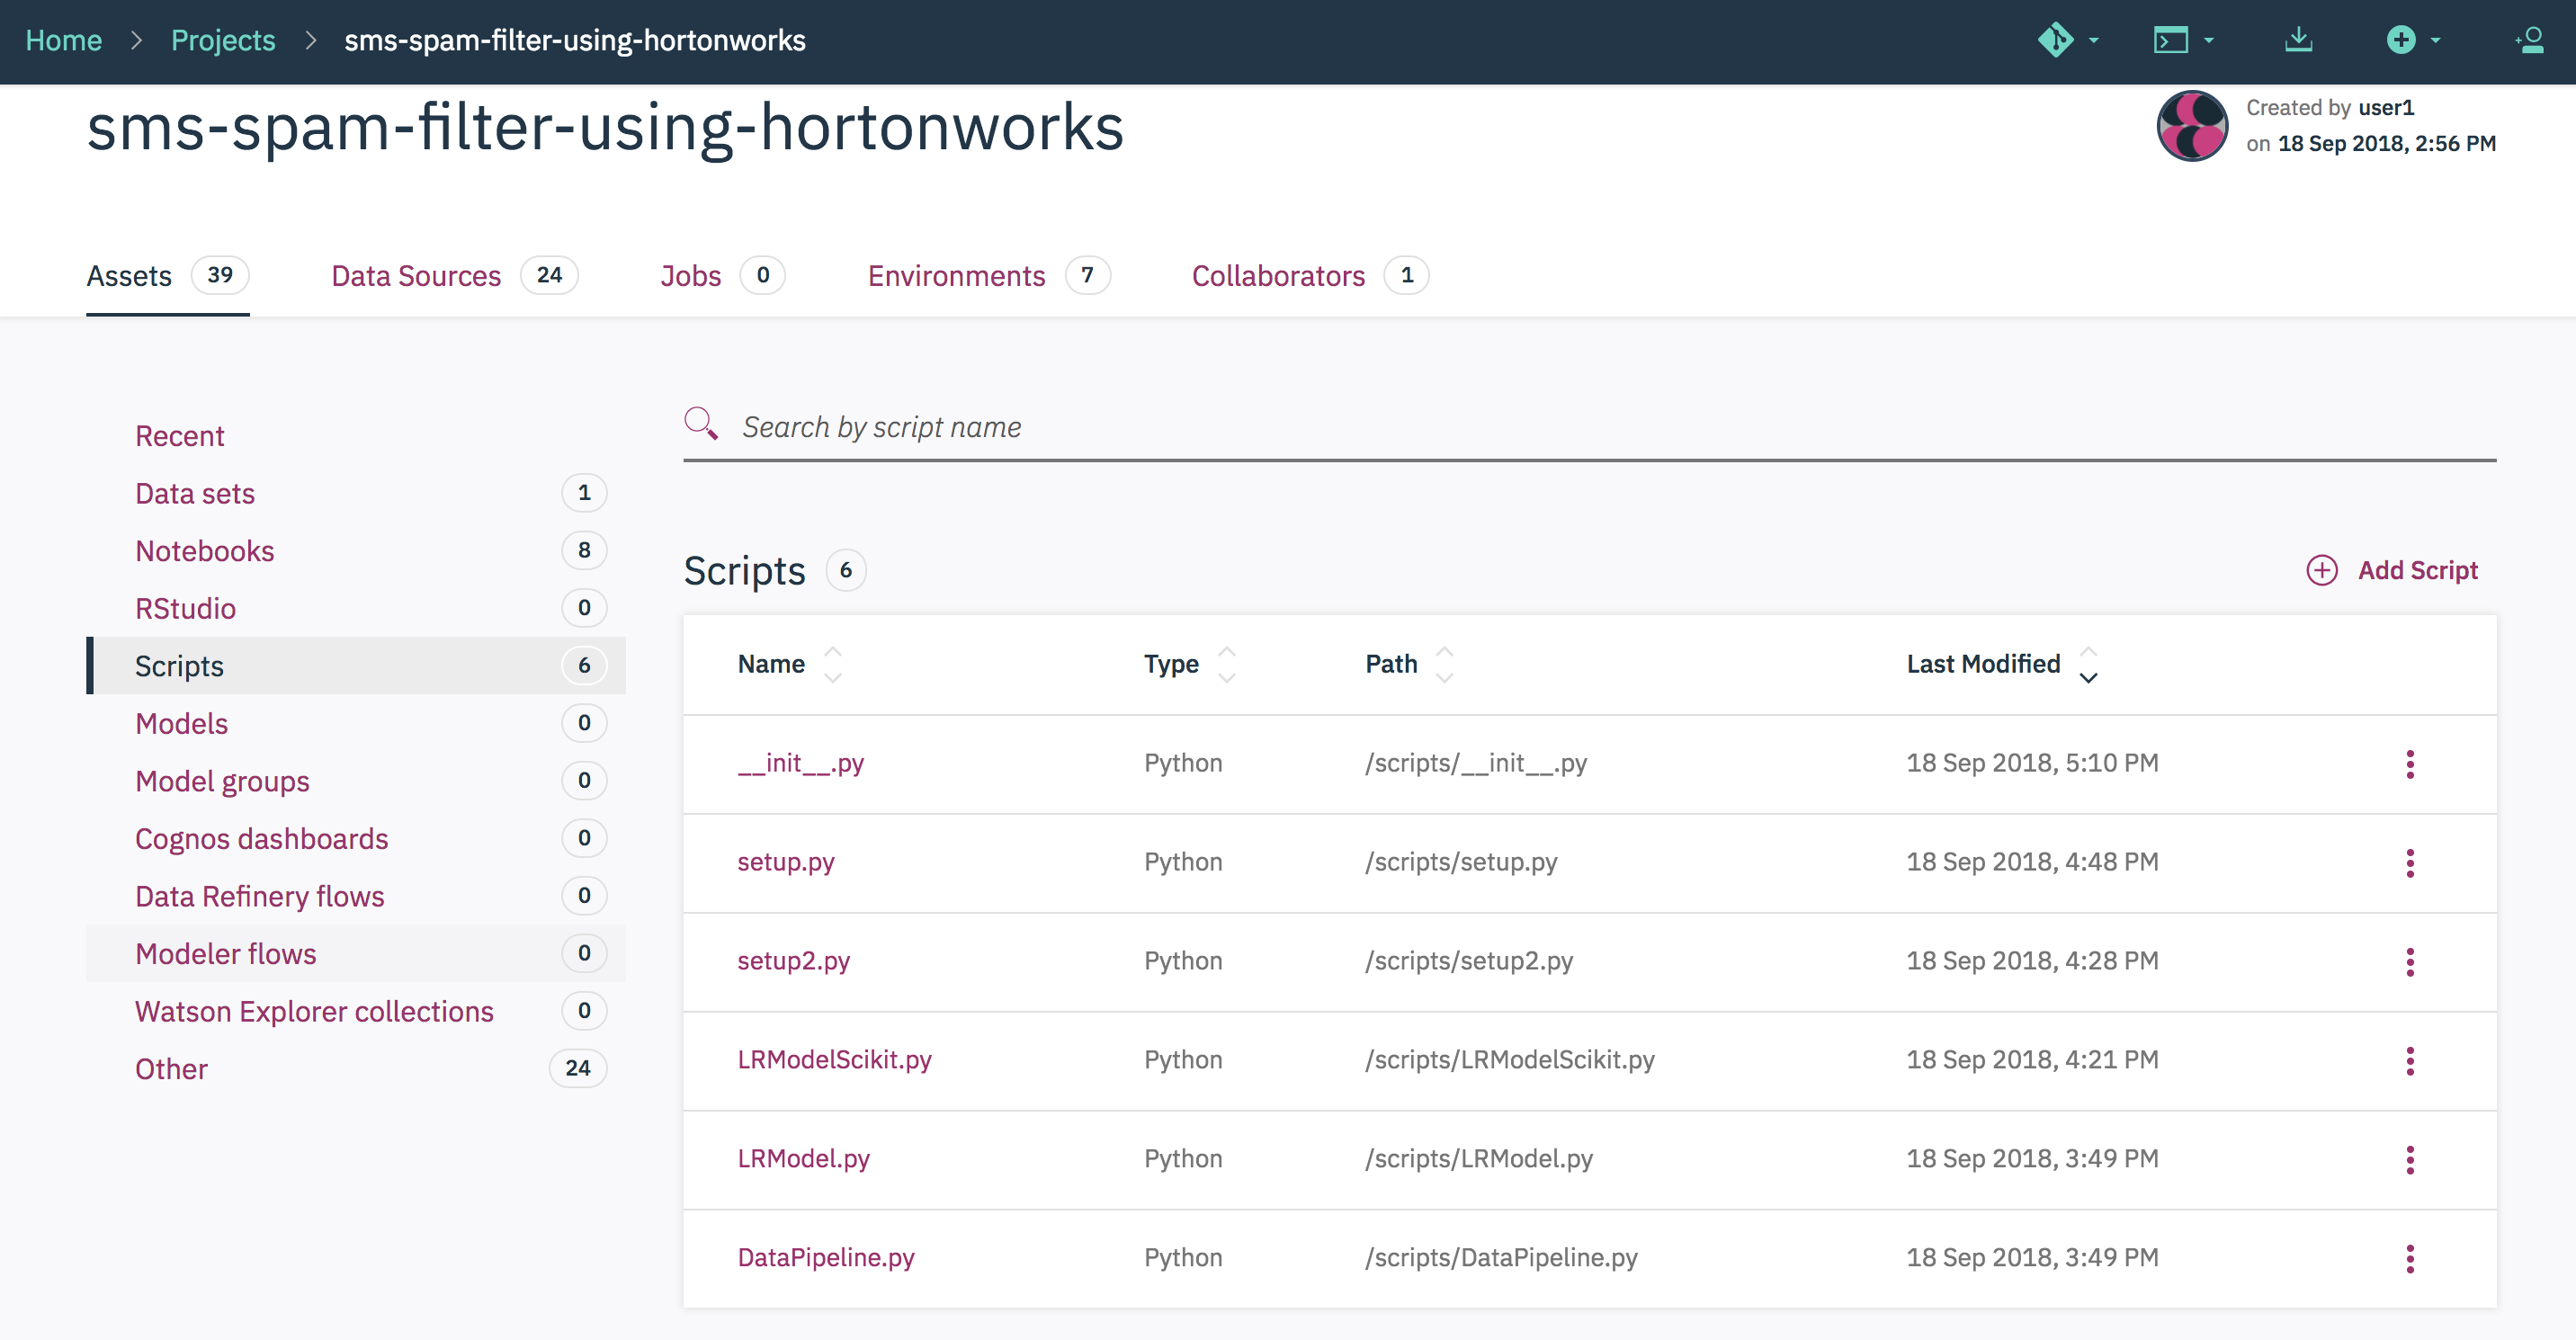 Home > Projects > sms-spam-filter-using-hortonworks
sms-spam-filter-using-hortonworks
Created by user1
on 18 Sep 2018, 2:56 PM
Assets 39 Data Sources 24 Jobs 0 Environments 7 Collaborators 1
Recent
Data sets 1
Notebooks 8
RStudio 0
Scripts 6
Models 0
Model groups 0
Cognos dashboards 0
Data Refinery flows 0
Modeler flows 0
Watson Explorer collections 0
Other 24
Search by script name
Scripts 6
Add Script
Name Type Path Last Modified
__init__.py Python /scripts/__init__.py 18 Sep 2018, 5:10 PM
setup.py Python /scripts/setup.py 18 Sep 2018, 4:48 PM
setup2.py Python /scripts/setup2.py 18 Sep 2018, 4:28 PM
LRModelScikit.py Python /scripts/LRModelScikit.py 18 Sep 2018, 4:21 PM
LRModel.py Python /scripts/LRModel.py 18 Sep 2018, 3:49 PM
DataPipeline.py Python /scripts/DataPipeline.py 18 Sep 2018, 3:49 PM